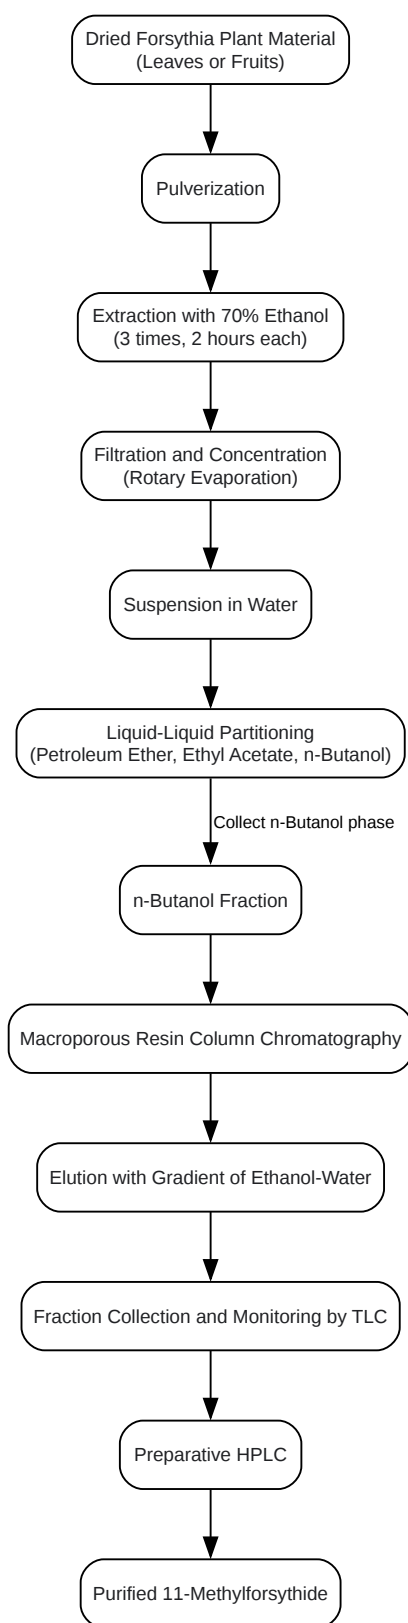 Dried Forsythia Plant Material
(Leaves or Fruits)
Pulverization
Extraction with 70% Ethanol
(3 times, 2 hours each)
Filtration and Concentration
(Rotary Evaporation)
Suspension in Water
Liquid-Liquid Partitioning
(Petroleum Ether, Ethyl Acetate, n-Butanol)
Collect n-Butanol phase
n-Butanol Fraction
Macroporous Resin Column Chromatography
Elution with Gradient of Ethanol-Water
Fraction Collection and Monitoring by TLC
Preparative HPLC
Purified 11-Methylforsythide